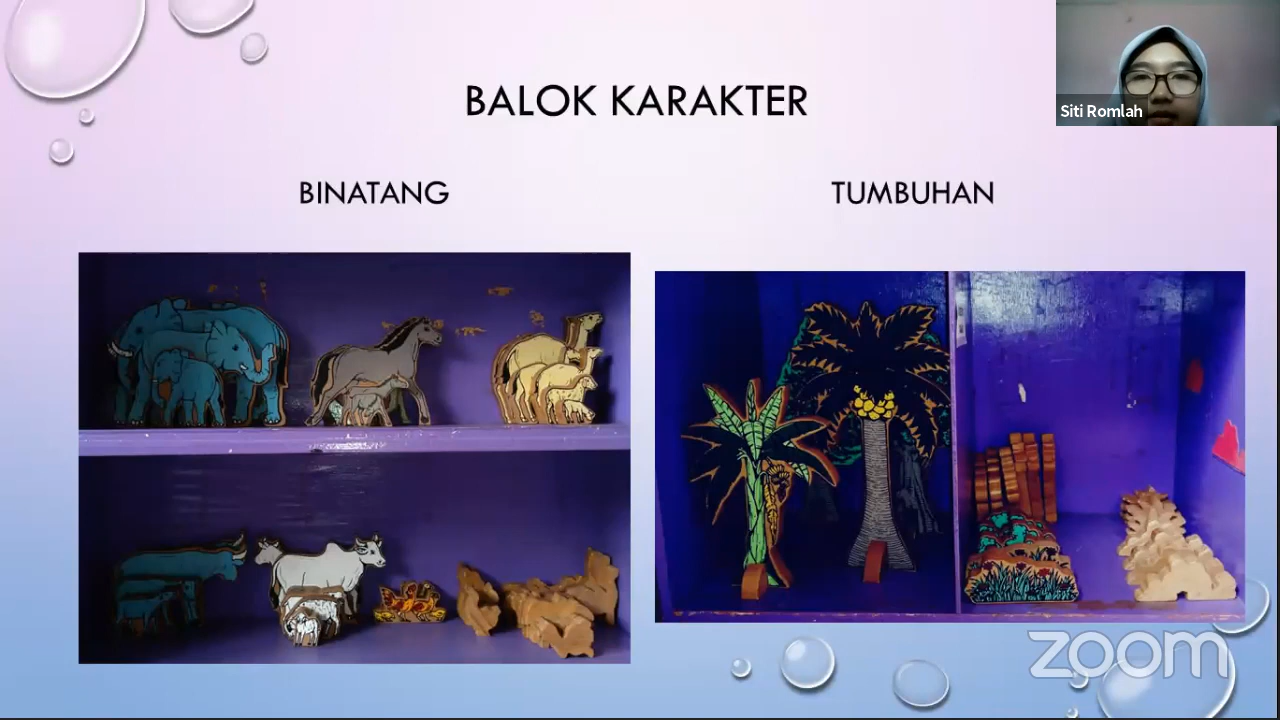 BALOK KARAKTER
Siti Romlah
BINATANG
TUMBUHAN
zoom